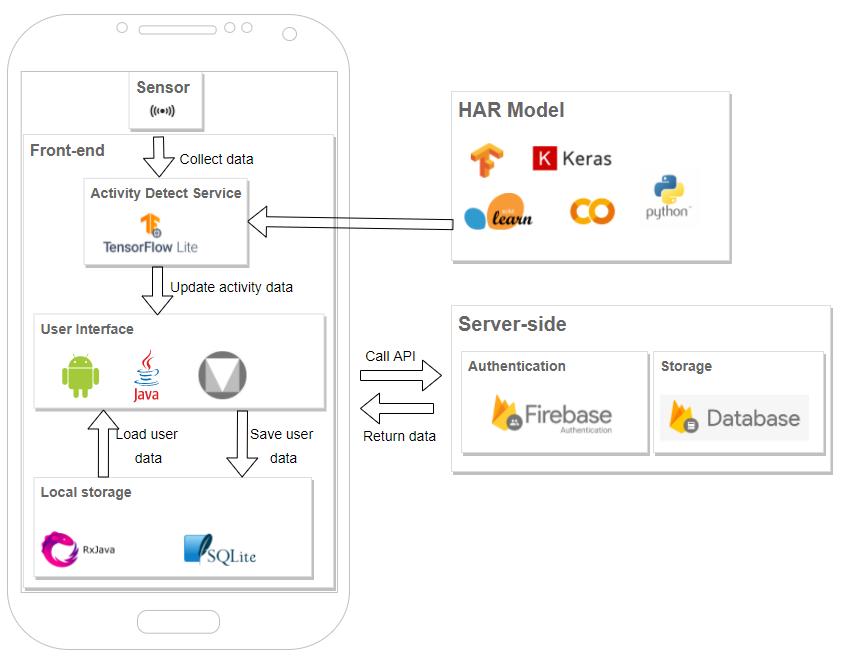 Sensor
Front-end
Collect data
Activity Detect Service
TensorFlow Lite
Update activity data
User Interface
Java
Load user
data
Save user
data
Local storage
RxJava
SQLite
HAR Model
K Keras
learn
python
Call API
Return data
Server-side
Authentication
Firebase
Authentication
Storage
Database